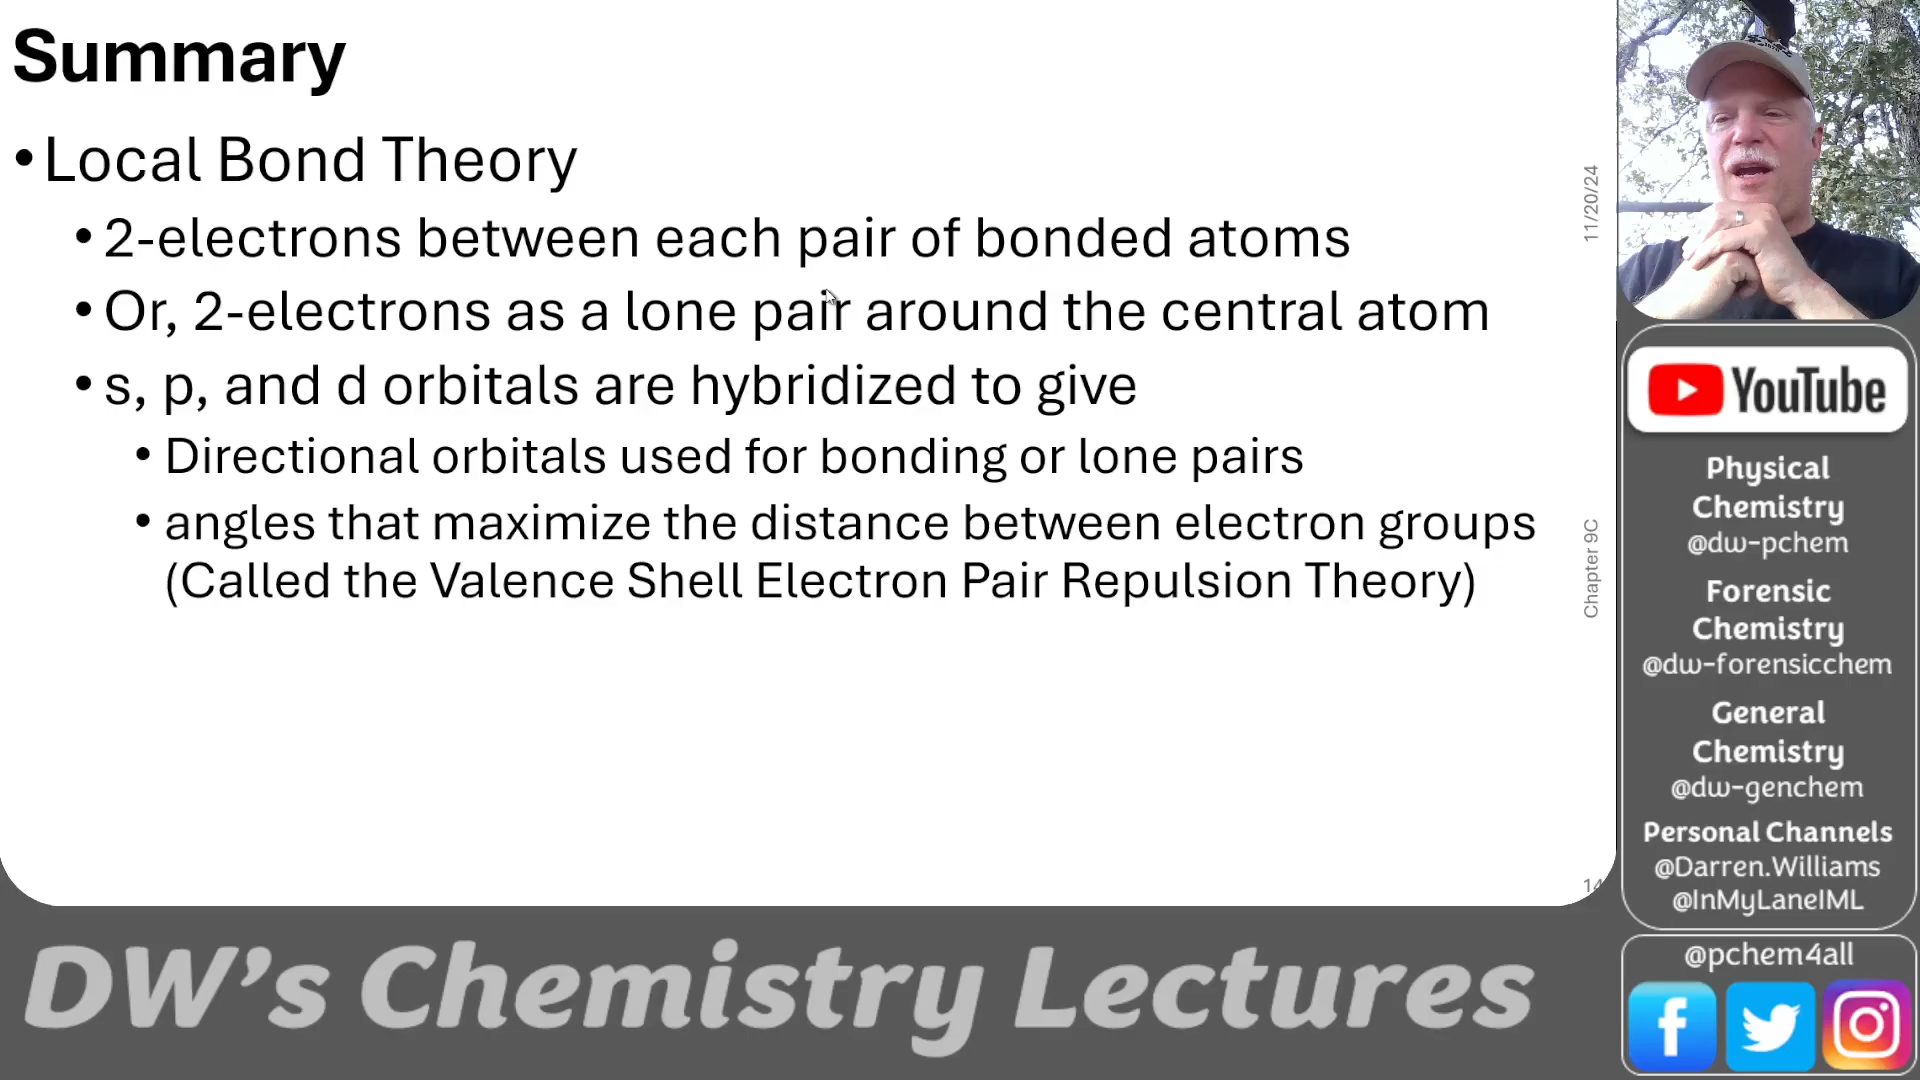 Summary
•Local Bond Theory
•2-electrons between each pair of bonded atoms
•Or, 2-electrons as a lone pair around the central atom
•s, p, and d orbitals are hybridized to give
•Directional orbitals used for bonding or lone pairs
•angles that maximize the distance between electron groups
(Called the Valence Shell Electron Pair Repulsion Theory)
11/20/24
Chapter 9C
14
YouTube
Physical
Chemistry
@dw-pchem
Forensic
Chemistry
@dw-forensicchem
General
Chemistry
@dw-genchem
Personal Channels
@Darren.Williams
@InMyLaneIML
@pchem4all
DW's Chemistry Lectures